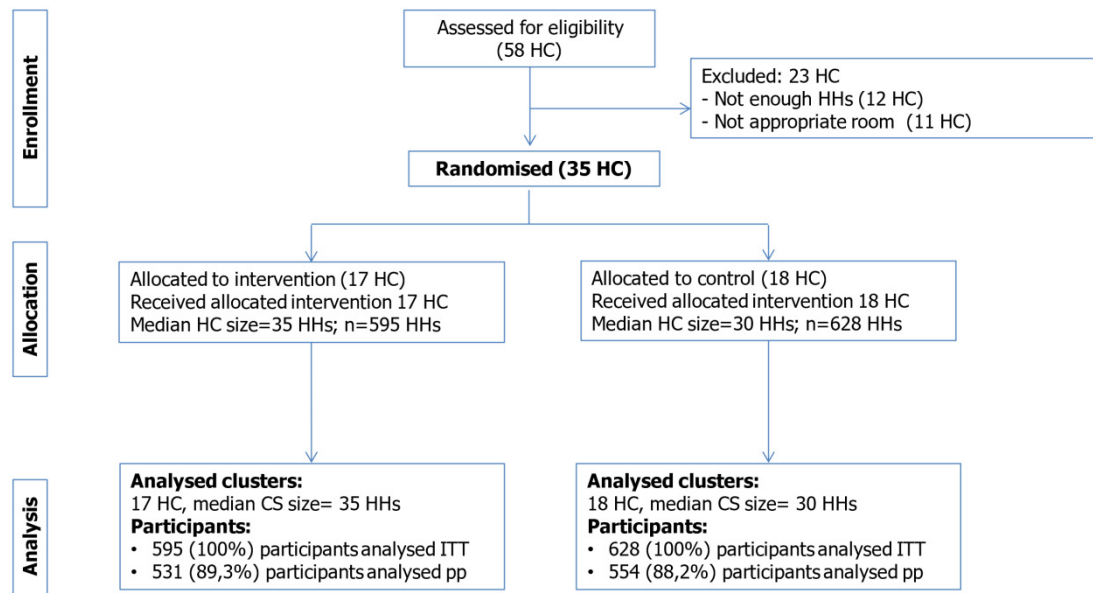 Enrollment
Assessed for eligibility
(58 HC)
Excluded: 23 HC
- Not enough HHs (12 HC)
- Not appropriate room (11 HC)
Randomised (35 HC)
Allocation
Allocated to intervention (17 HC)
Received allocated intervention 17 HC
Median HC size=35 HHs; n=595 HHs
Allocated to control (18 HC)
Received allocated intervention 18 HC
Median HC size=30 HHs; n=628 HHs
Analysis
Analysed clusters:
17 HC, median CS size= 35 HHs
Participants:
• 595 (100%) participants analysed ITT
• 531 (89,3%) participants analysed pp
Analysed clusters:
18 HC, median CS size= 30 HHs
Participants:
• 628 (100%) participants analysed ITT
• 554 (88,2%) participants analysed pp